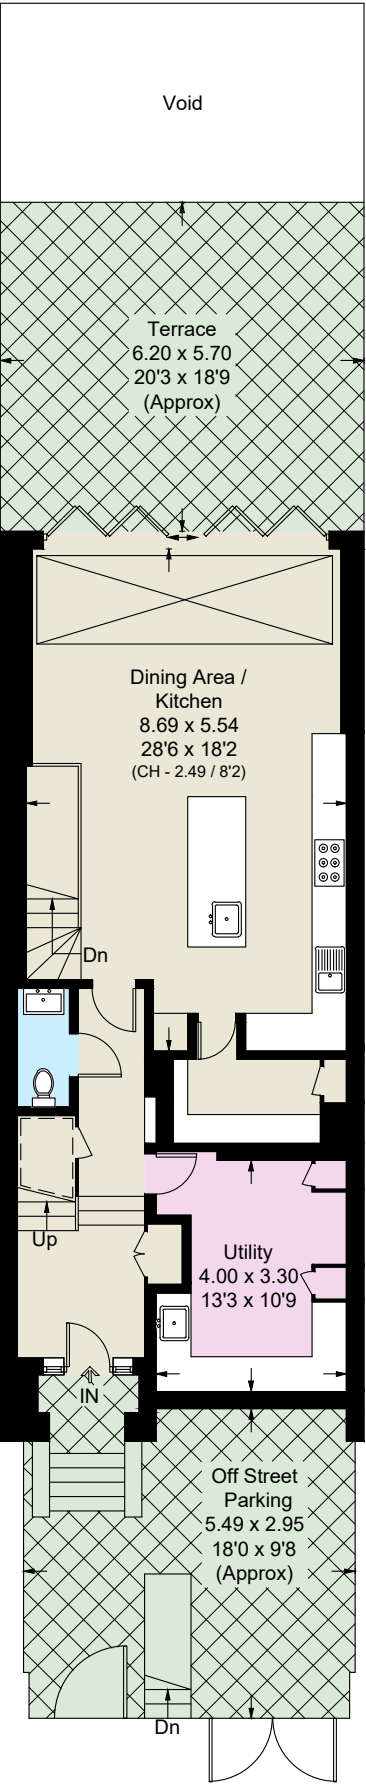 Void
Terrace
6.20 x 5.70
20'3 x 18'9
(Approx)
Dining Area /
Kitchen
8.69 x 5.54
28'6 x 18'2
(CH - 2.49 / 8'2)
Dn
Up
Utility
4.00 x 3.30
13'3 x 10'9
IN
Off Street
Parking
5.49 x 2.95
18'0 x 9'8
(Approx)
Dn